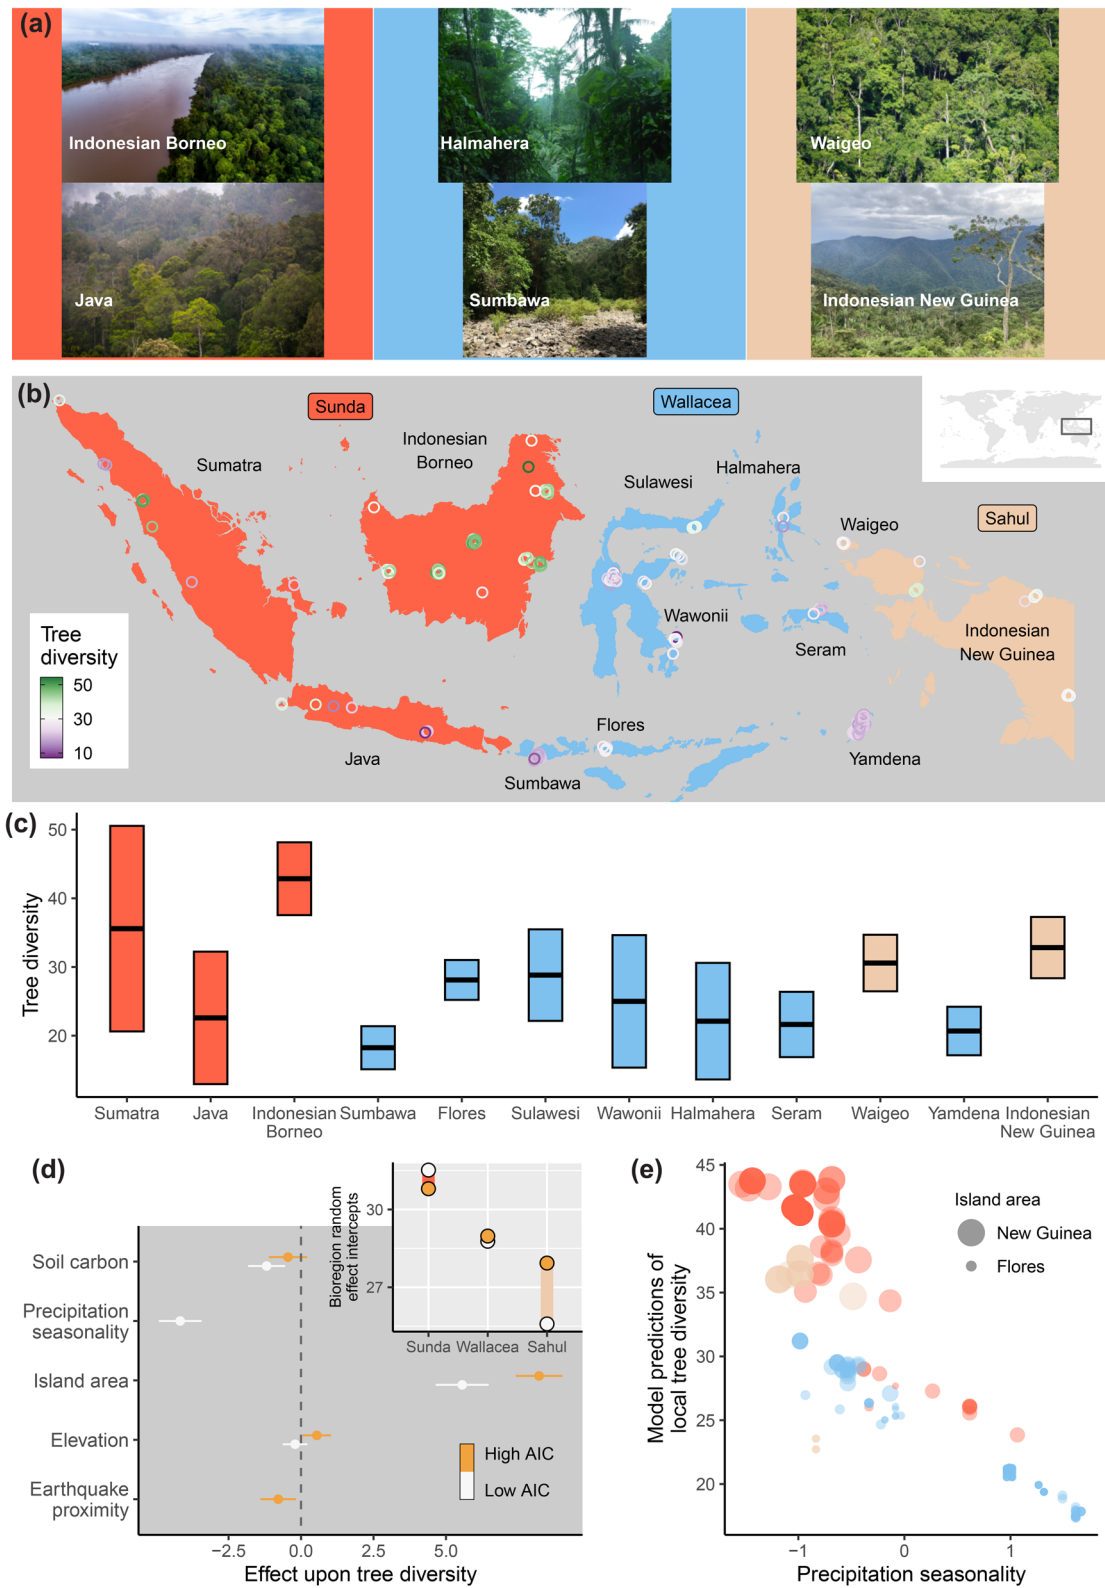 (a)
Indonesian Borneo
Halmahera
Waigeo
Java
Sumbawa
Indonesian New Guinea
(b)
Sunda
Wallacea
Sumatra
Indonesian
Borneo
Sulawesi
Halmahera
Waigeo
Sahul
Wawonii
Seram
Indonesian
New Guinea
Tree
diversity
50
30
10
Java
Flores
Sumbawa
Yamdena
(c)
Tree diversity
50
40
30
20
Sumatra
Java
Indonesian
Borneo
Sumbawa
Flores
Sulawesi
Wawonii
Halmahera
Seram
Waigeo
Yamdena
Indonesian
New Guinea
(d)
Bioregion random
effect intercepts
30
27
Sunda
Wallacea
Sahul
Soil carbon
Precipitation
seasonality
Island area
Elevation
Earthquake
proximity
High AIC
Low AIC
−2.5
0.0
2.5
5.0
Effect upon tree diversity
(e)
Model predictions of
local tree diversity
45
40
35
30
25
20
Island area
New Guinea
Flores
−1
0
1
Precipitation seasonality